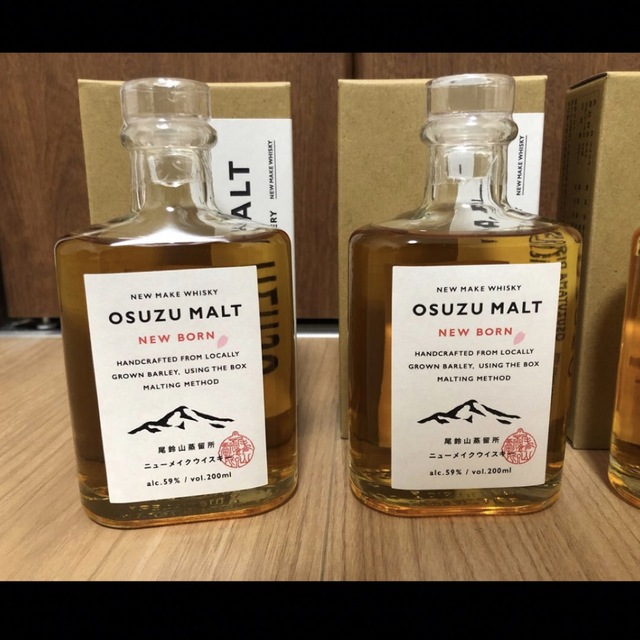 NEW MAKE WHISKY
OSUZU MALT
NEW BORN
HANDCRAFTED FROM LOCALLY
GROWN BARLEY, USING THE BOX
MALTING METHOD
尾鈴山蒸留所
ニューメイクウイスキー
alc.59% / vol.200ml
NEW MAKE WHISKY
OSUZU MALT
NEW BORN
HANDCRAFTED FROM LOCALLY
GROWN BARLEY, USING THE BOX
MALTING METHOD
尾鈴山蒸留所
ニューメイクウイスキー
alc.59% / vol.200ml
ALT
NEW MAKE WHISKY
NEW MAKE WHISKY